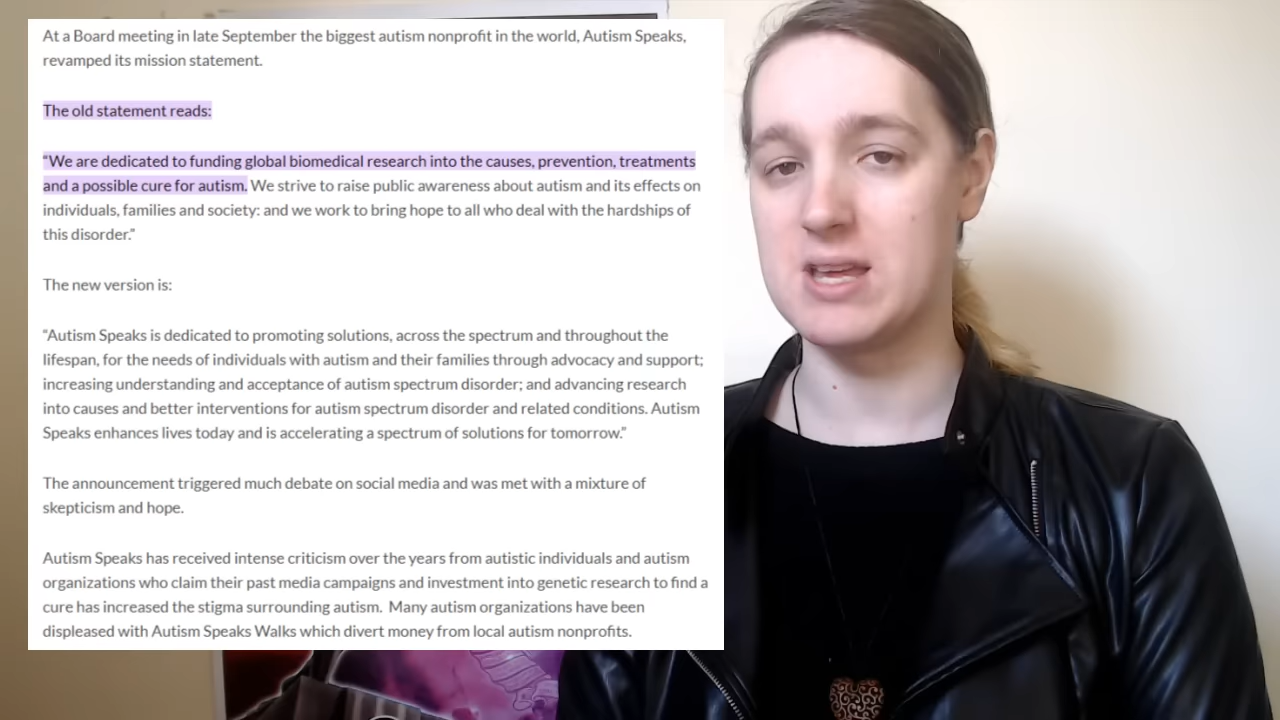 At a Board meeting in late September the biggest autism nonprofit in the world, Autism Speaks,
revamped its mission statement.
The old statement reads:
“We are dedicated to funding global biomedical research into the causes, prevention, treatments
and a possible cure for autism. We strive to raise public awareness about autism and its effects on
individuals, families and society: and we work to bring hope to all who deal with the hardships of
this disorder.”
The new version is:
“Autism Speaks is dedicated to promoting solutions, across the spectrum and throughout the
lifespan, for the needs of individuals with autism and their families through advocacy and support;
increasing understanding and acceptance of autism spectrum disorder; and advancing research
into causes and better interventions for autism spectrum disorder and related conditions. Autism
Speaks enhances lives today and is accelerating a spectrum of solutions for tomorrow.”
The announcement triggered much debate on social media and was met with a mixture of
skepticism and hope.
Autism Speaks has received intense criticism over the years from autistic individuals and autism
organizations who claim their past media campaigns and investment into genetic research to find a
cure has increased the stigma surrounding autism. Many autism organizations have been
displeased with Autism Speaks Walks which divert money from local autism nonprofits.